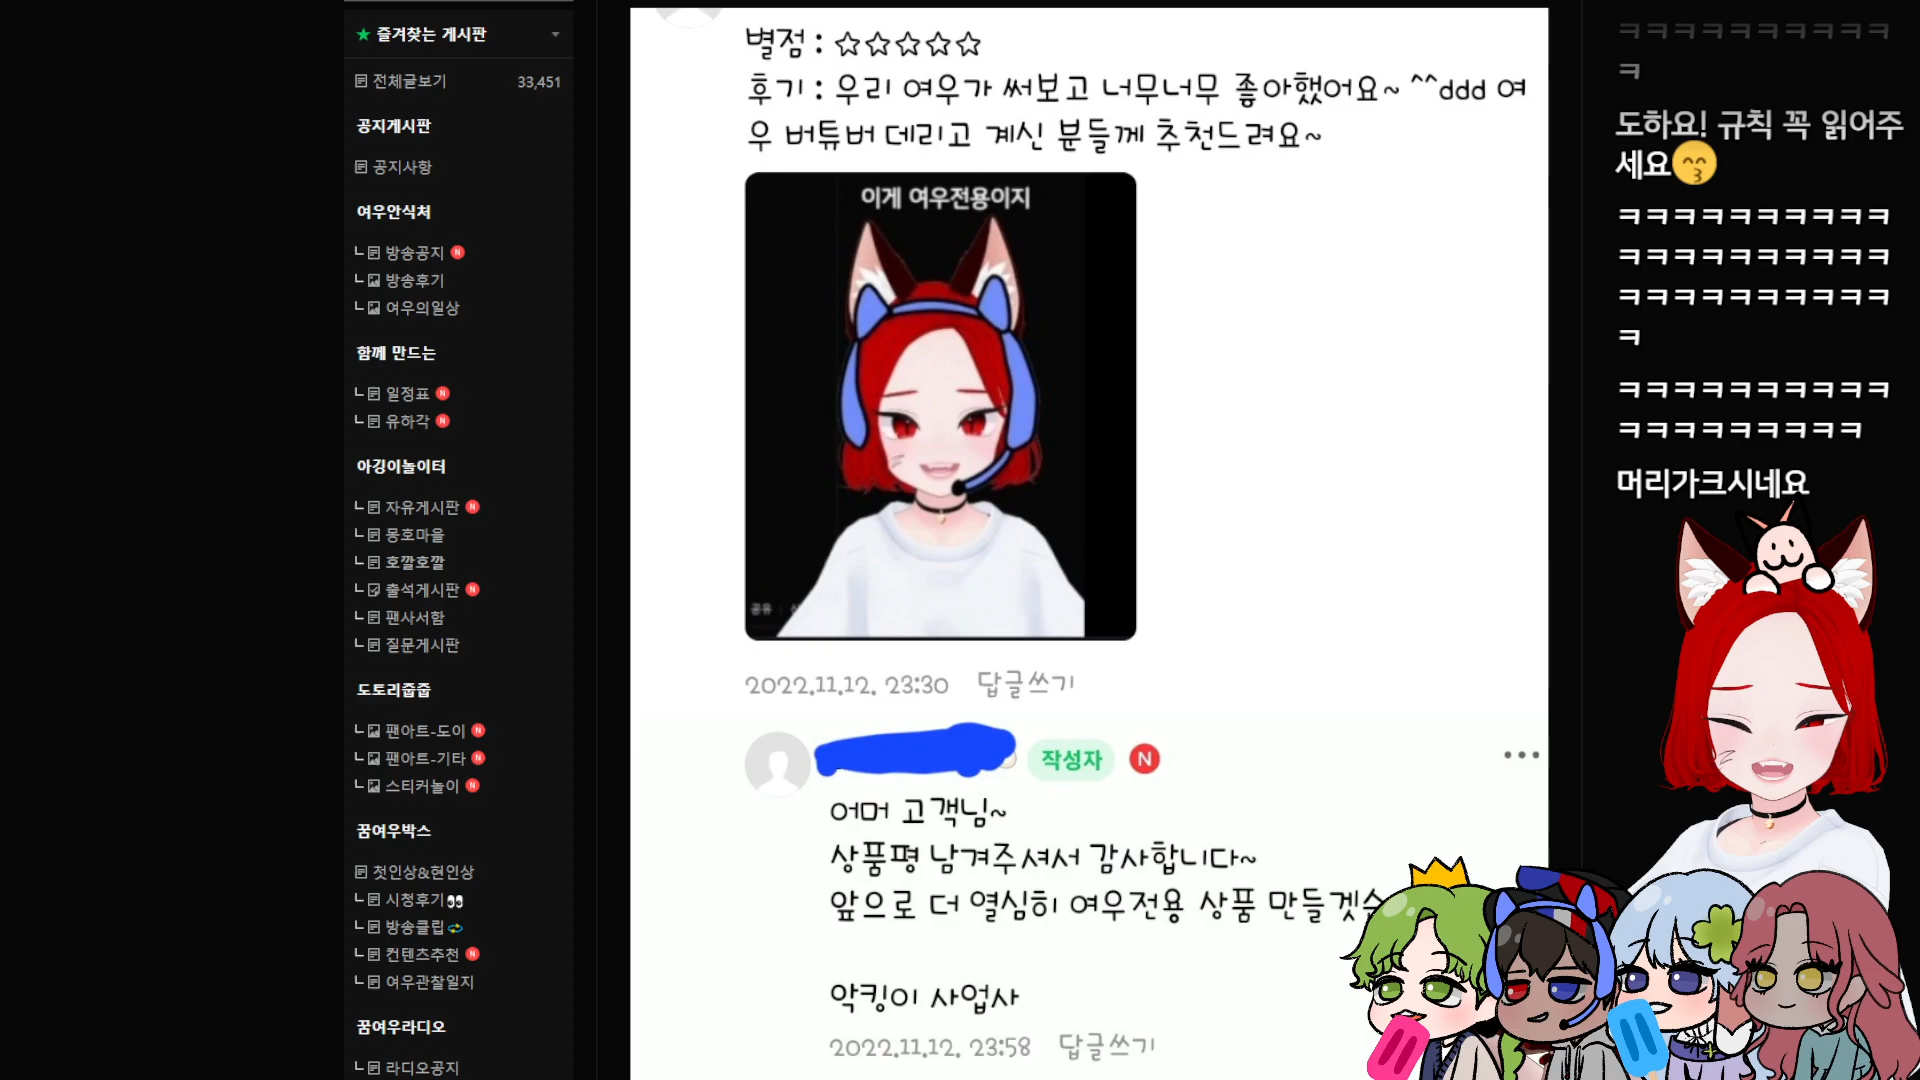 ★ 즐겨찾는 게시판
전체글보기 33,451
공지게시판
공지사항
여우안식처
방송공지 N
방송후기
여우의일상
함께 만드는
일정표 N
유하각 N
아깅이놀이터
자유게시판 N
몽호마을
호깔호깔
출석게시판 N
팬사서함
질문게시판
도토리줍줍
팬아트-도이 N
팬아트-기타 N
스티커놀이 N
꿈여우박스
첫인상&현인상
시청후기👀
방송클립
컨텐츠추천 N
여우관찰일지
꿈여우라디오
라디오공지
별점 : ☆☆☆☆☆
후기 : 우리 여우가 써보고 너무너무 좋아했어요~ ^^ddd 여
우 버튜버 데리고 계신 분들께 추천드려요~
이게 여우전용이지
공유
2022.11.12. 23:30 답글쓰기
작성자 N
어머 고객님~
상품평 남겨주셔서 감사합니다~
앞으로 더 열심히 여우전용 상품 만들겟슴
악킹이 사업사
2022.11.12. 23:58 답글쓰기
ㅋㅋㅋㅋㅋㅋㅋㅋㅋㅋ
ㅋ
도하요! 규칙 꼭 읽어주
세요😙
ㅋㅋㅋㅋㅋㅋㅋㅋㅋㅋ
ㅋㅋㅋㅋㅋㅋㅋㅋㅋㅋ
ㅋㅋㅋㅋㅋㅋㅋㅋㅋㅋ
ㅋ
ㅋㅋㅋㅋㅋㅋㅋㅋㅋㅋ
ㅋㅋㅋㅋㅋㅋㅋㅋㅋ
머리가크시네요